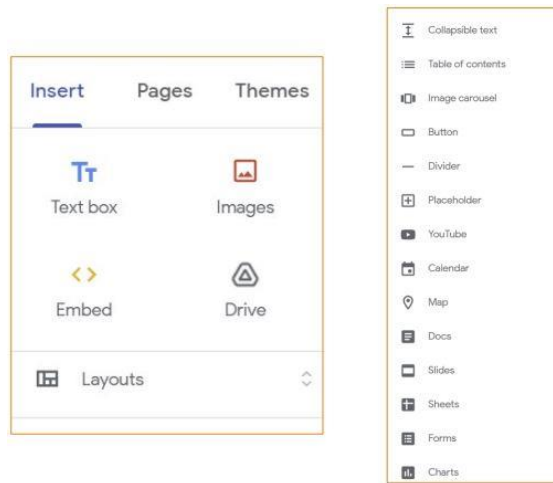 Insert Pages Themes
Tт
Text box Images
Embed Drive
Layouts
Collapsible text
Table of contents
Image carousel
Button
Divider
Placeholder
YouTube
Calendar
Map
Docs
Slides
Sheets
Forms
Charts